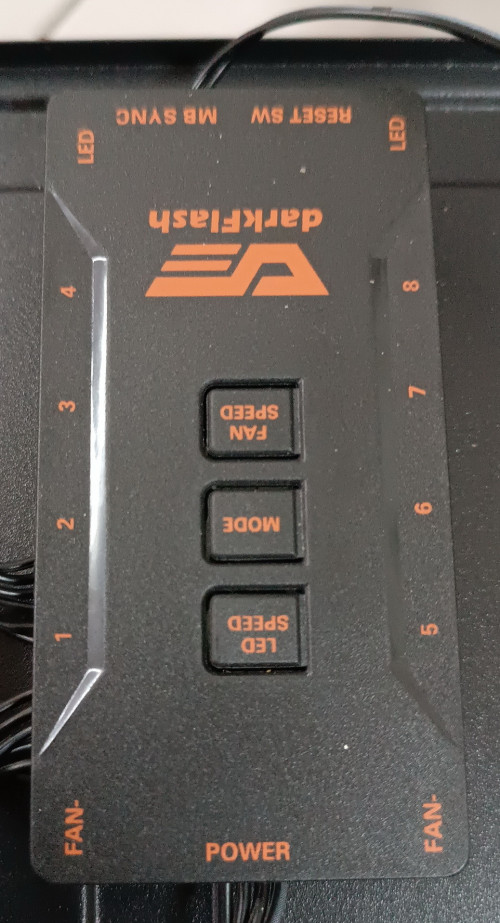 LED
MB SYNC
RESET SW
LED
darkFlash
4
3
2
1
8
7
6
5
FAN
SPEED
MODE
LED
SPEED
FAN-
POWER
FAN-